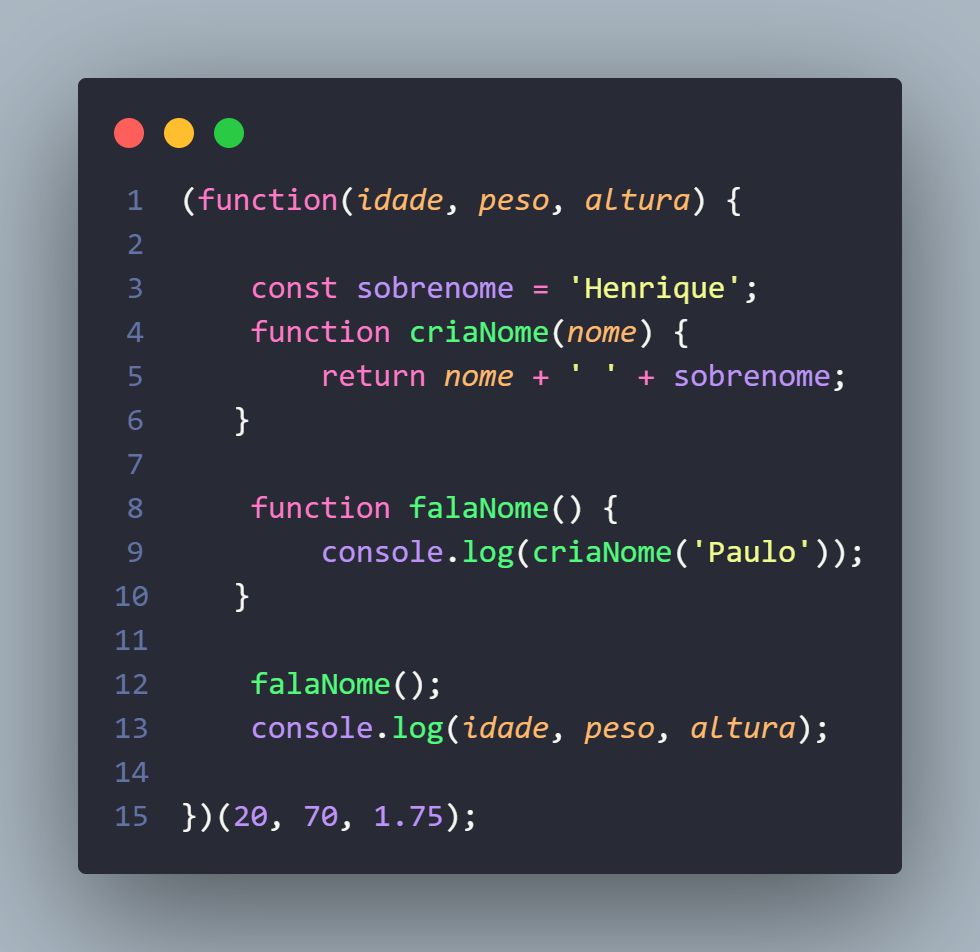 1 (function(idade, peso, altura) {
2
3     const sobrenome = 'Henrique';
4     function criaNome(nome) {
5         return nome + ' ' + sobrenome;
6    }
7
8     function falaNome() {
9         console.log(criaNome('Paulo'));
10    }
11
12     falaNome();
13     console.log(idade, peso, altura);
14
15 })(20, 70, 1.75);